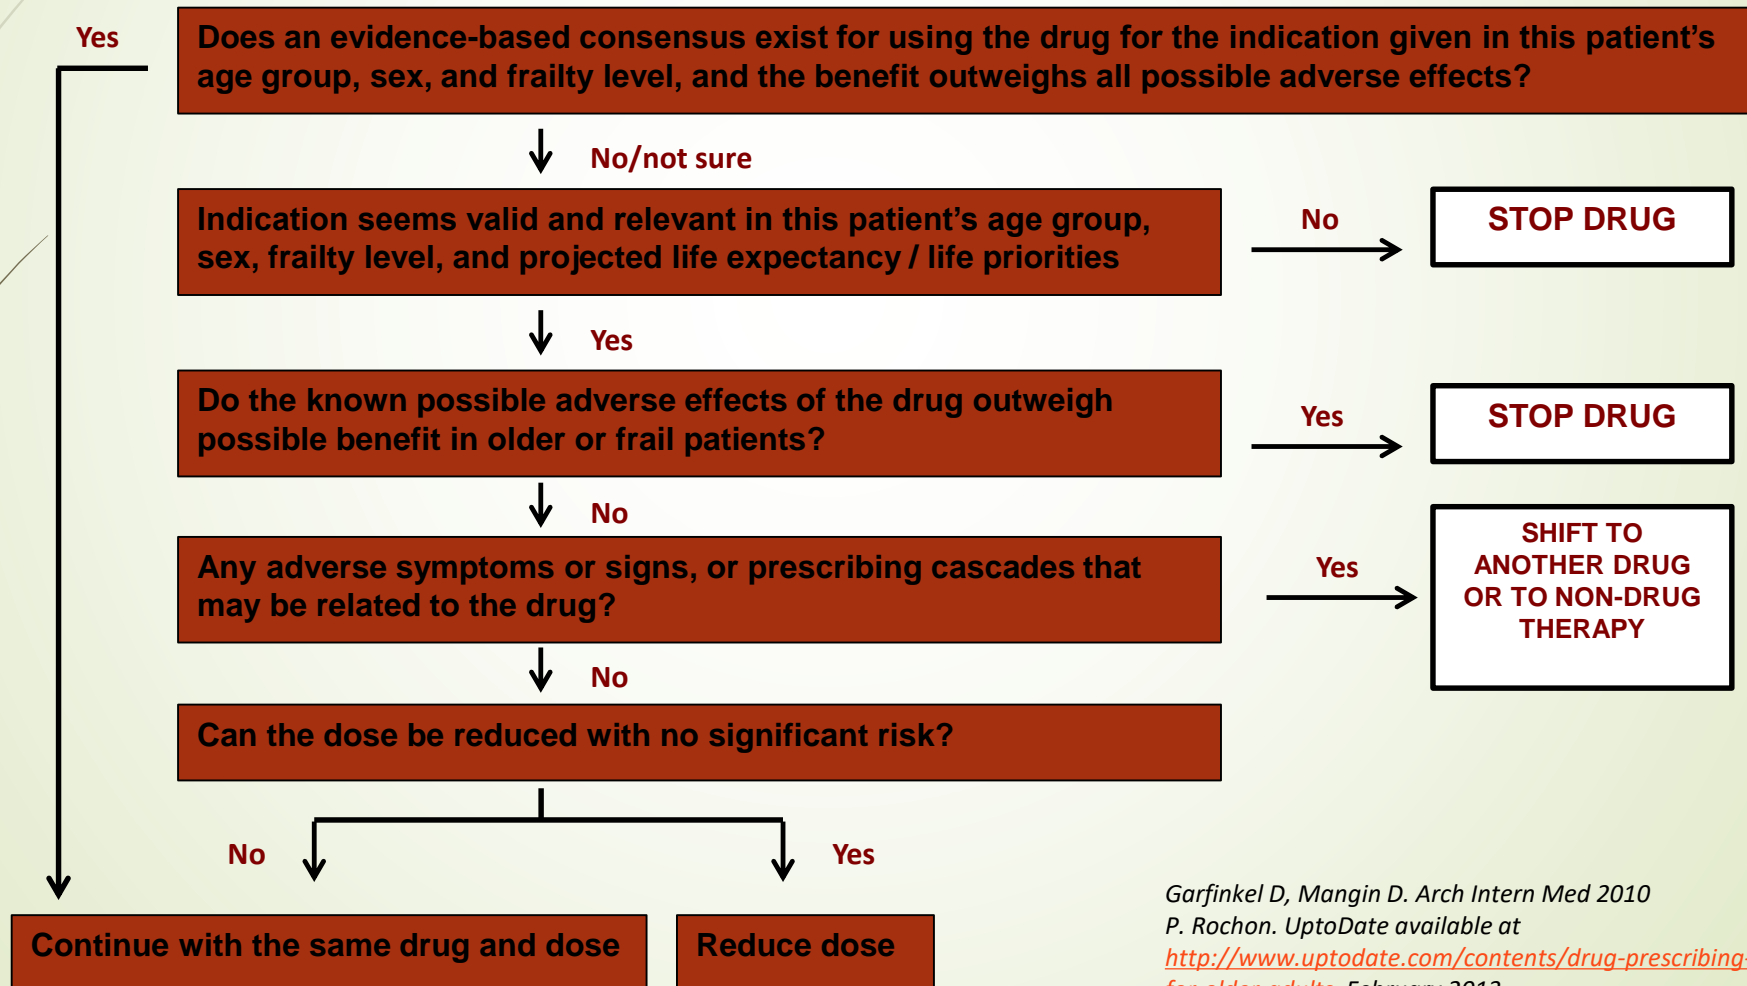 Yes
Does an evidence-based consensus exist for using the drug for the indication given in this patient’s
age group, sex, and frailty level, and the benefit outweighs all possible adverse effects?
No/not sure
Indication seems valid and relevant in this patient’s age group,
sex, frailty level, and projected life expectancy / life priorities
No
STOP DRUG
Yes
Do the known possible adverse effects of the drug outweigh
possible benefit in older or frail patients?
Yes
STOP DRUG
No
Any adverse symptoms or signs, or prescribing cascades that
may be related to the drug?
Yes
SHIFT TO
ANOTHER DRUG
OR TO NON-DRUG
THERAPY
No
Can the dose be reduced with no significant risk?
No
Yes
Continue with the same drug and dose
Reduce dose
Garfinkel D, Mangin D. Arch Intern Med 2010
P. Rochon. UptoDate available at
http://www.uptodate.com/contents/drug-prescribing-
for-older-adults. February 2012